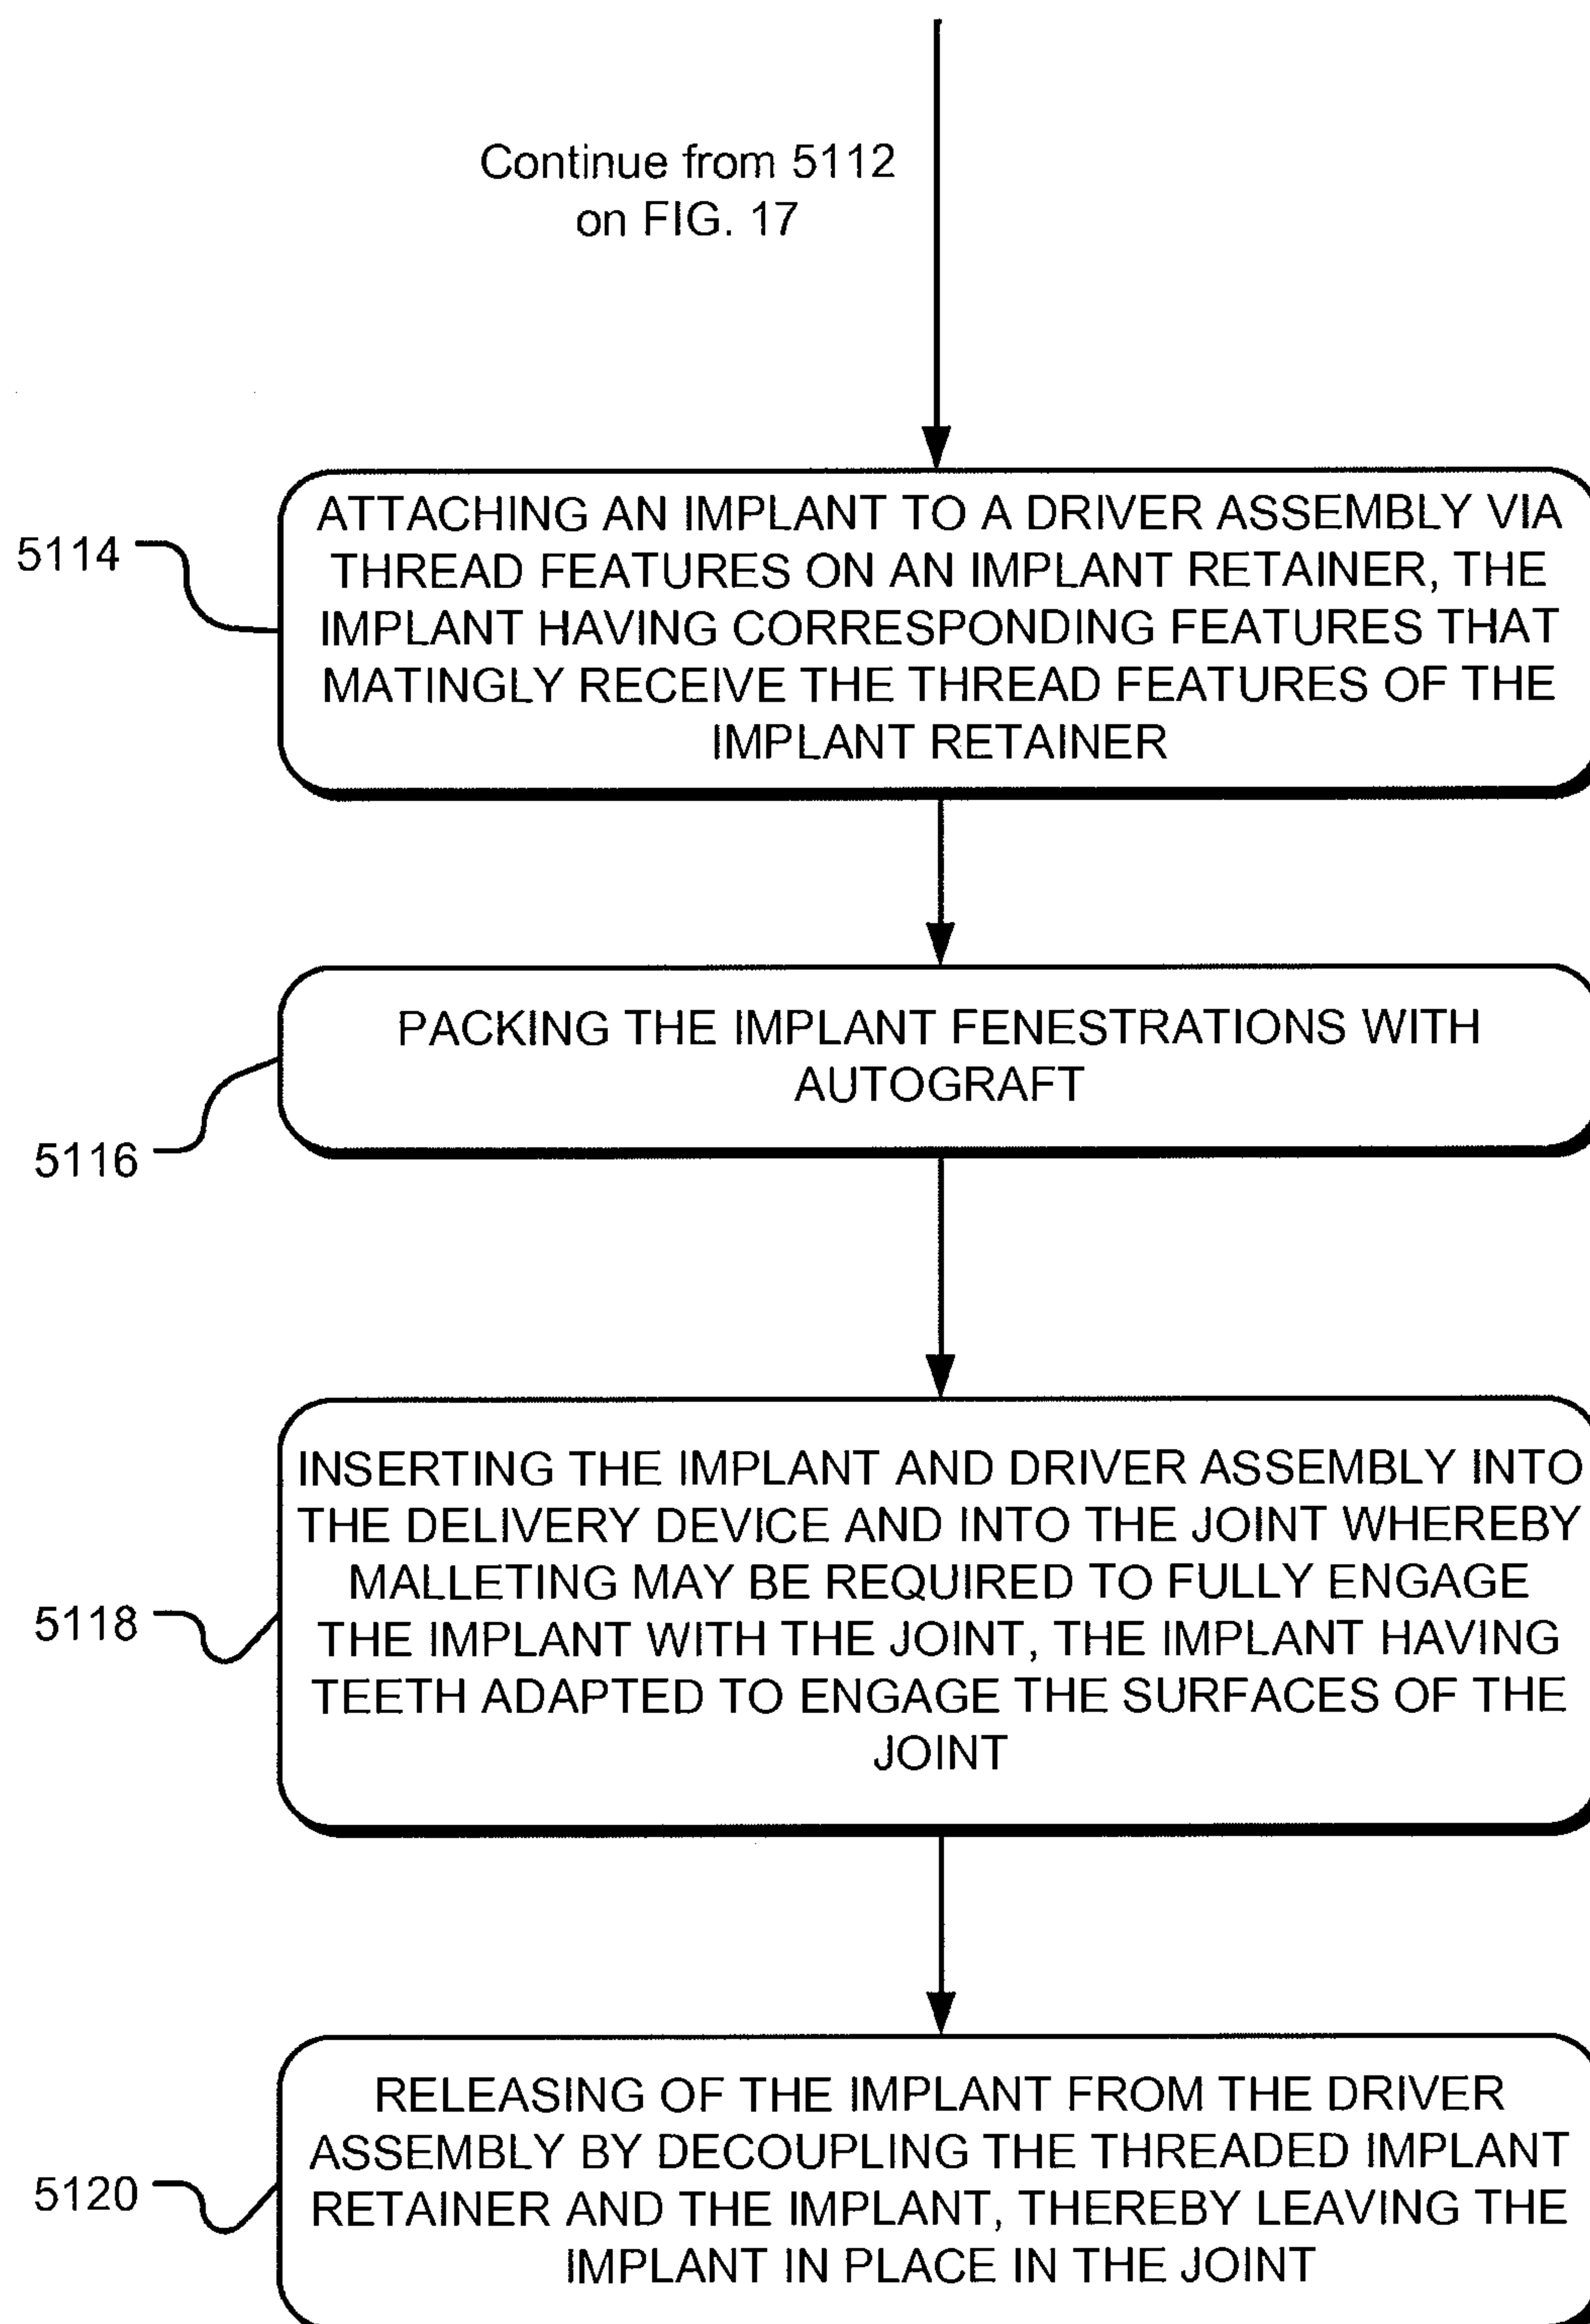 Continue from 5112
on FIG. 17
5114
ATTACHING AN IMPLANT TO A DRIVER ASSEMBLY VIA
THREAD FEATURES ON AN IMPLANT RETAINER, THE
IMPLANT HAVING CORRESPONDING FEATURES THAT
MATINGLY RECEIVE THE THREAD FEATURES OF THE
IMPLANT RETAINER
5116
PACKING THE IMPLANT FENESTRATIONS WITH
AUTOGRAFT
5118
INSERTING THE IMPLANT AND DRIVER ASSEMBLY INTO
THE DELIVERY DEVICE AND INTO THE JOINT WHEREBY
MALLETING MAY BE REQUIRED TO FULLY ENGAGE
THE IMPLANT WITH THE JOINT, THE IMPLANT HAVING
TEETH ADAPTED TO ENGAGE THE SURFACES OF THE
JOINT
5120
RELEASING OF THE IMPLANT FROM THE DRIVER
ASSEMBLY BY DECOUPLING THE THREADED IMPLANT
RETAINER AND THE IMPLANT, THEREBY LEAVING THE
IMPLANT IN PLACE IN THE JOINT